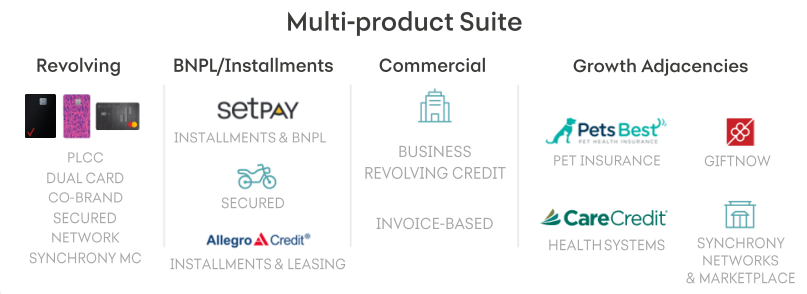 Multi-product Suite
Revolving
PLCC
DUAL CARD
CO-BRAND
SECURED
NETWORK
SYNCHRONY MC
BNPL/Installments
setPAY
INSTALLMENTS & BNPL
SECURED
Allegro Credit®
INSTALLMENTS & LEASING
Commercial
BUSINESS
REVOLVING CREDIT
INVOICE-BASED
Growth Adjacencies
Pets Best
PET HEALTH INSURANCE
PET INSURANCE
GIFTNOW
CareCredit®
HEALTH SYSTEMS
SYNCHRONY
NETWORKS
& MARKETPLACE